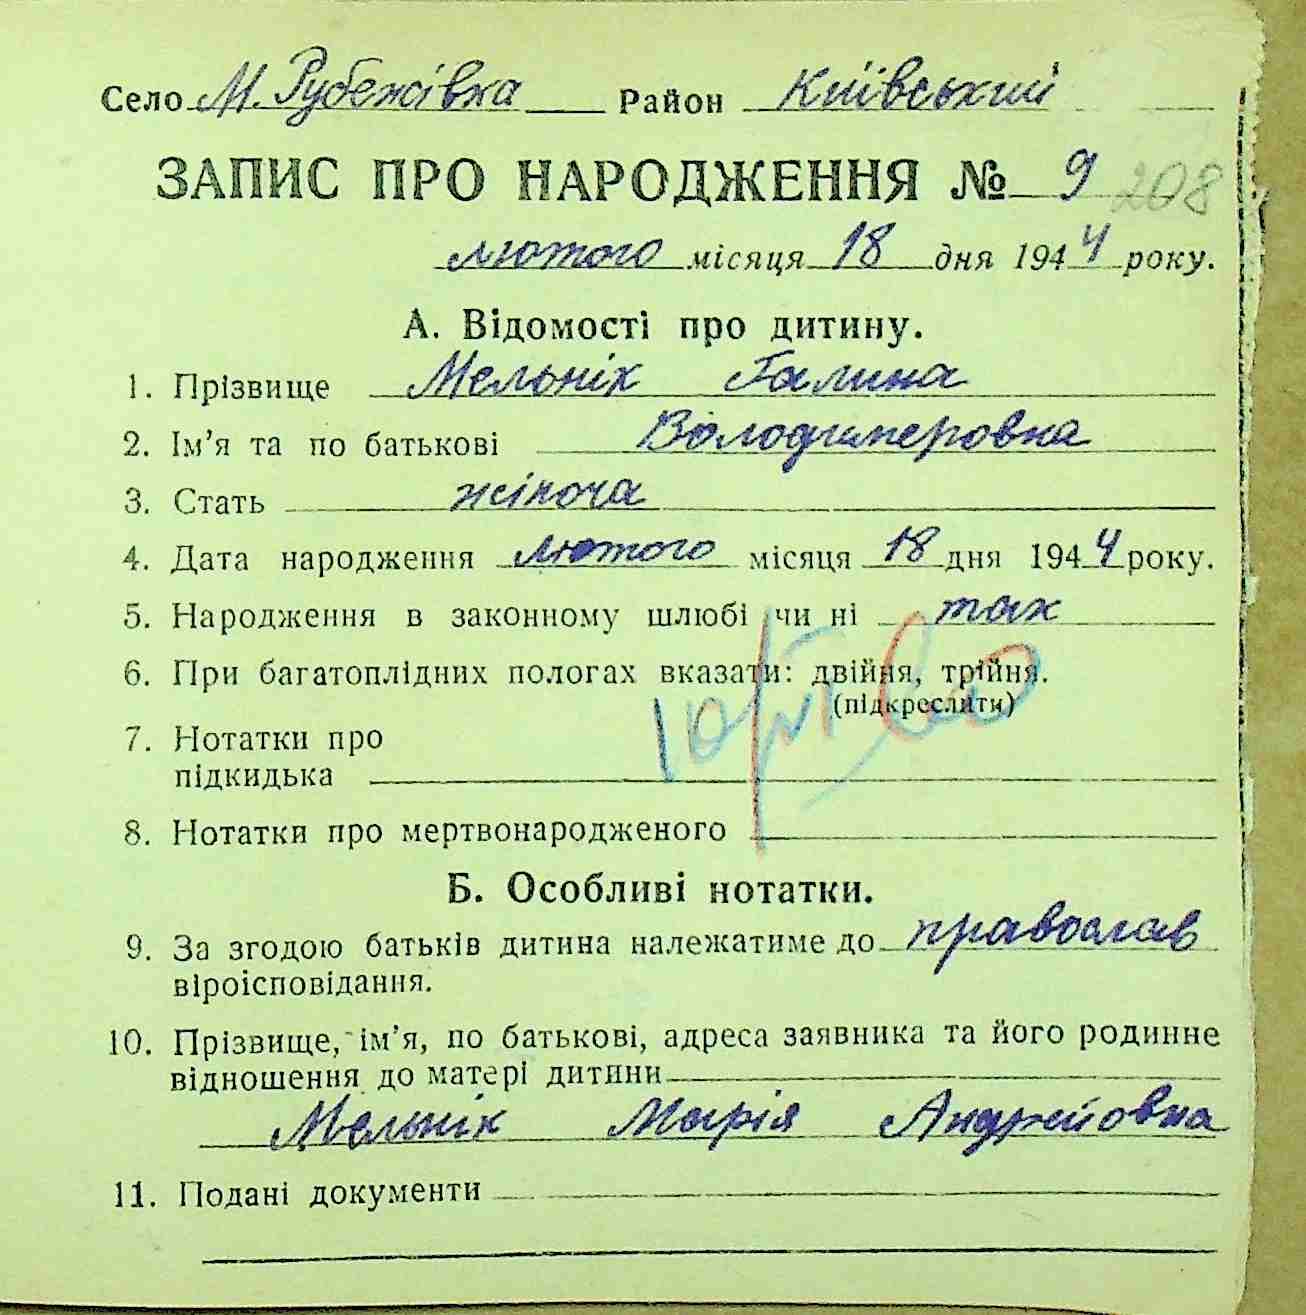 Село М. Рубежівка Район Київський
ЗАПИС ПРО НАРОДЖЕННЯ № 9 208
лютого місяця 18 дня 1944 року.
А. Відомості про дитину.
1. Прізвище Мельнік Галина
2. Ім'я та по батькові Володимеровна
3. Стать жіноча
4. Дата народження лютого місяця 18 дня 1944 року.
5. Народження в законному шлюбі чи ні так
6. При багатоплідних пологах вказати: двійня, трійня.
(підкреслити)
7. Нотатки про
підкидька
8. Нотатки про мертвонародженого
Б. Особливі нотатки.
9. За згодою батьків дитина належатиме до православ
віроісповідання.
10. Прізвище, ім'я, по батькові, адреса заявника та його родинне
відношення до матері дитини
Мельнік Марія Андрейовна
11. Подані документи